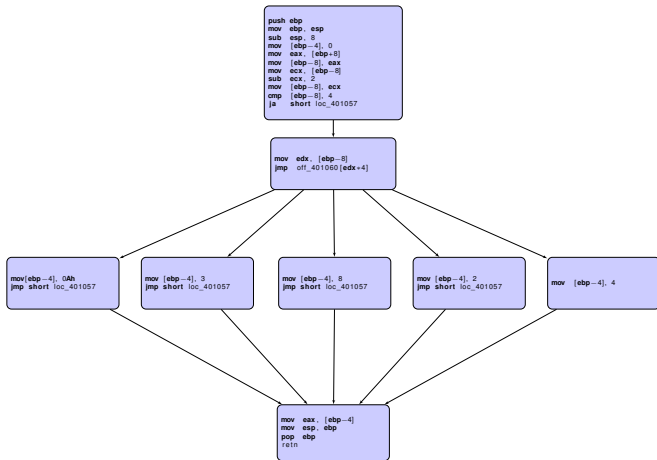 push ebp
mov ebp, esp
sub esp, 8
mov [ebp−4], 0
mov eax, [ebp+8]
mov [ebp−8], eax
mov ecx, [ebp−8]
sub ecx, 2
mov [ebp−8], ecx
cmp [ebp−8], 4
ja short loc_401057
mov edx, [ebp−8]
jmp off_401060[edx*4]
mov[ebp−4], 0Ah
jmp short loc_401057
mov [ebp−4], 3
jmp short loc_401057
mov [ebp−4], 8
jmp short loc_401057
mov [ebp−4], 2
jmp short loc_401057
mov [ebp−4], 4
mov eax, [ebp−4]
mov esp, ebp
pop ebp
retn